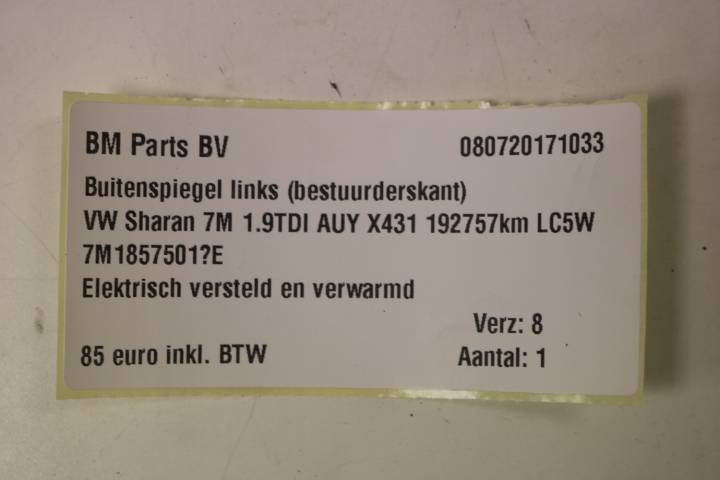 BM Parts BV 080720171033
Buitenspiegel links (bestuurderskant)
VW Sharan 7M 1.9TDI AUY X431 192757km LC5W
7M1857501?E
Elektrisch versteld en verwarmd
Verz: 8
85 euro inkl. BTW Aantal: 1